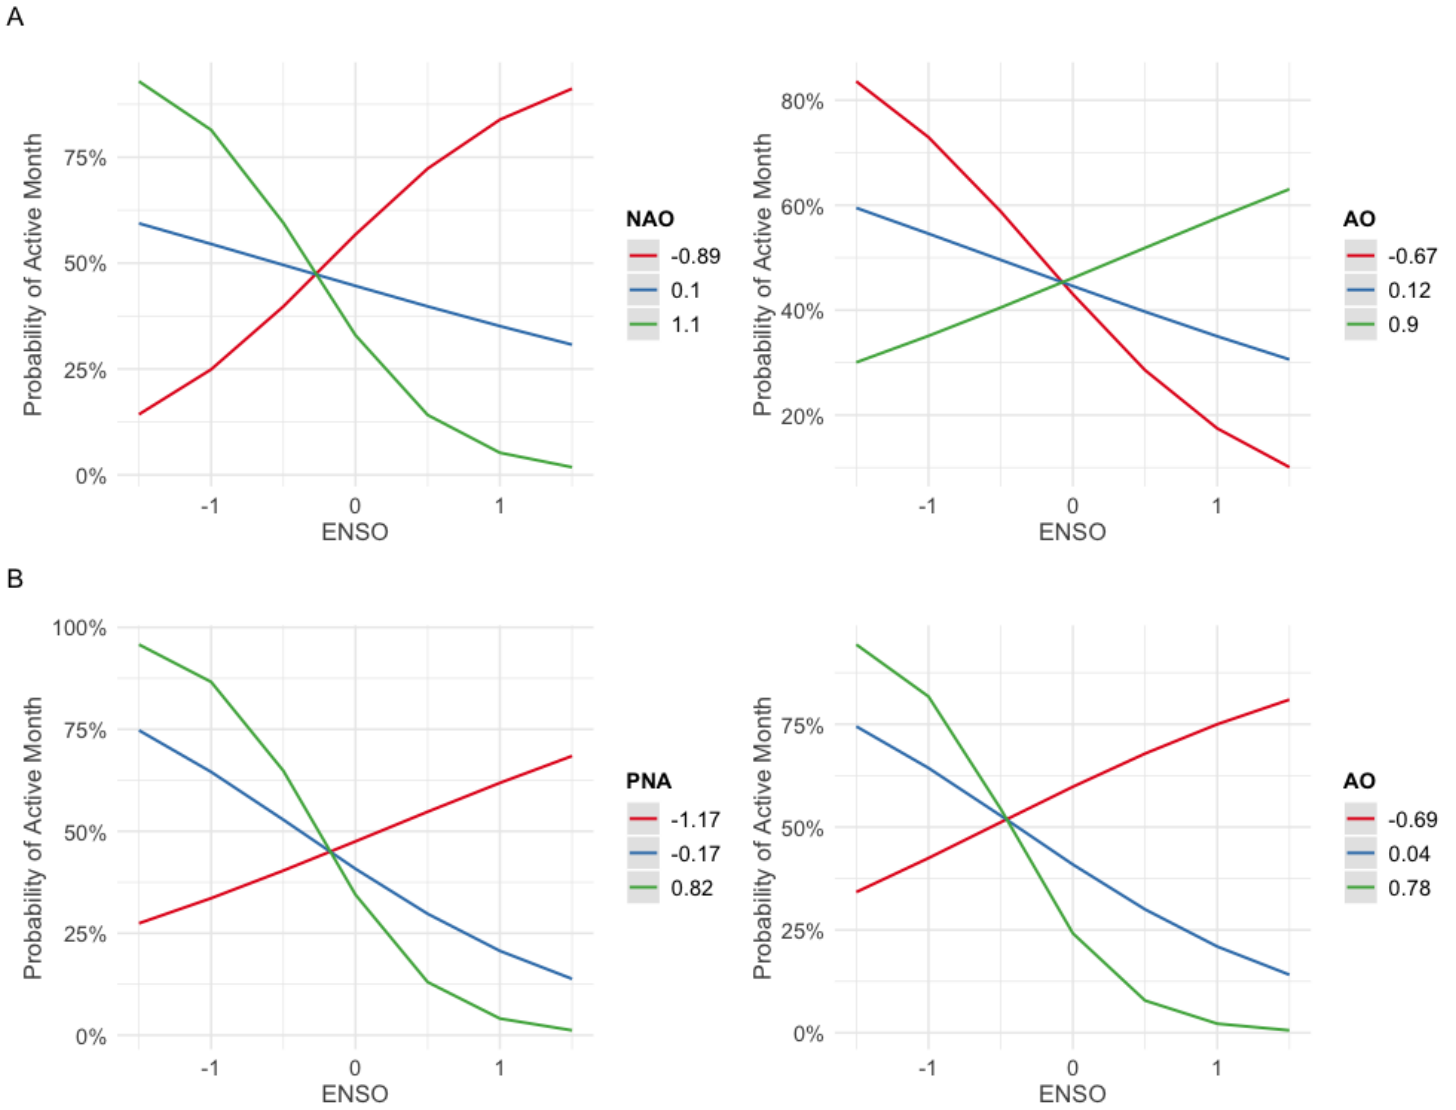 A
Probability of Active Month
75%
50%
25%
0%
-1 0 1
ENSO
NAO
-0.89
0.1
1.1
Probability of Active Month
80%
60%
40%
20%
-1 0 1
ENSO
AO
-0.67
0.12
0.9
B
Probability of Active Month
100%
75%
50%
25%
0%
-1 0 1
ENSO
PNA
-1.17
-0.17
0.82
Probability of Active Month
75%
50%
25%
0%
-1 0 1
ENSO
AO
-0.69
0.04
0.78